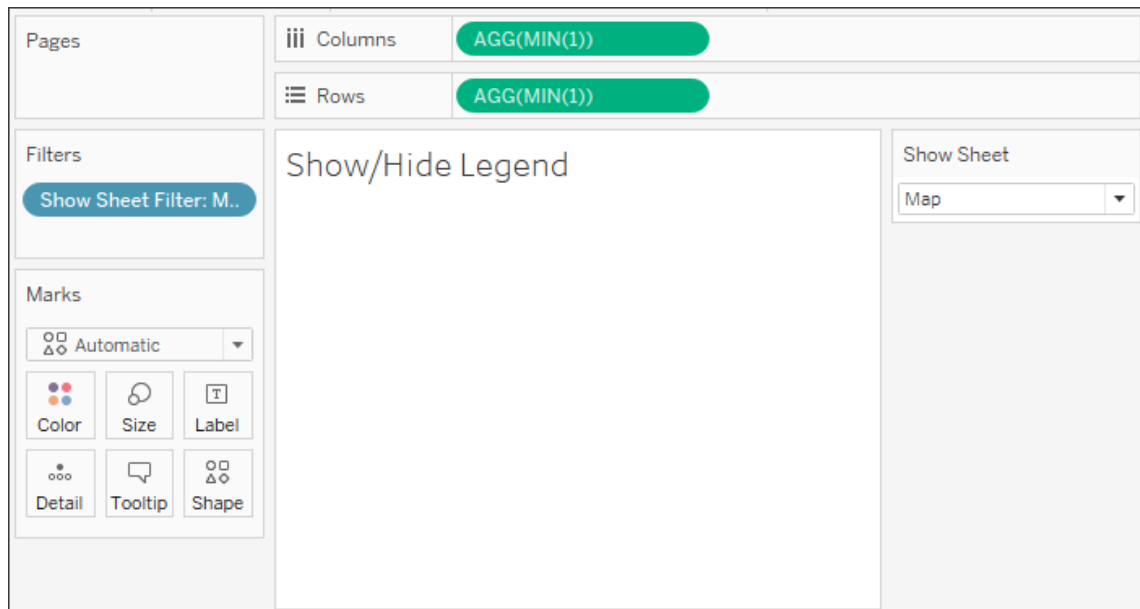 Pages
Columns
AGG(MIN(1))
Rows
AGG(MIN(1))
Filters
Show Sheet Filter: M..
Show/Hide Legend
Show Sheet
Map
Marks
Automatic
Color Size Label
Detail Tooltip Shape